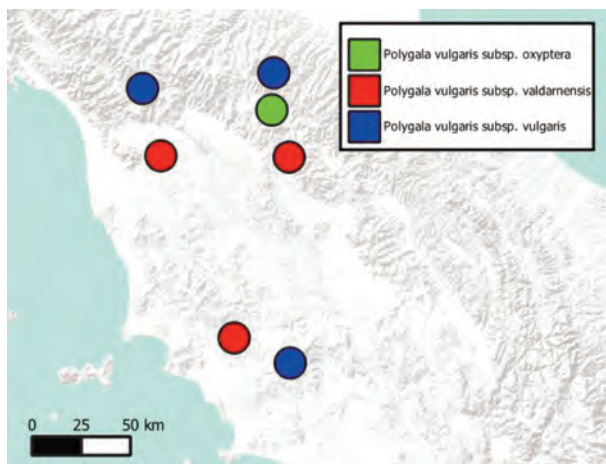 Polygala vulgaris subsp. oxyptera
Polygala vulgaris subsp. valdarnensis
Polygala vulgaris subsp. vulgaris
0 25 50 km